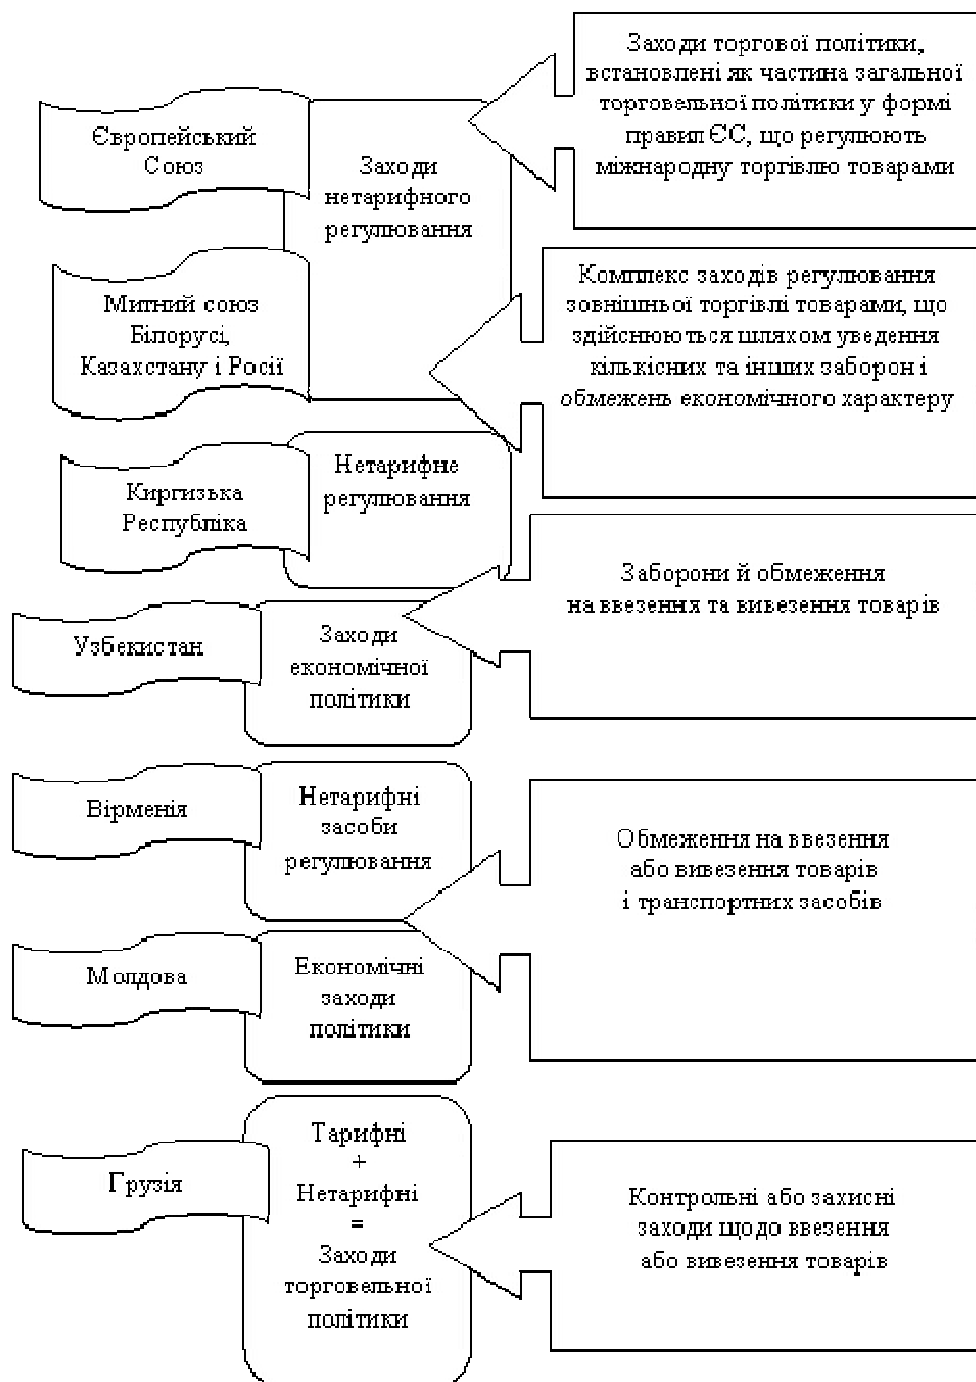 Європейський
Союз
Заходи
нетарифного
регулювання
Заходи торгової політики,
встановлені як частина загальної
торговельної політики у формі
правил ЄС, що регулюють
міжнародну торгівлю товарами
Митний союз
Білорусі,
Казахстану і Росії
Комплекс заходів регулювання
зовнішньої торгівлі товарами, що
здійснюються шляхом уведення
кількісних та інших заборон і
обмежень економічного характеру
Киргизька
Республіка
Нетарифне
регулювання
Узбекистан
Заходи
економічної
політики
Заборони й обмеження
на ввезення та вивезення товарів
Вірменія
Нетарифні
засоби
регулювання
Обмеження на ввезення
або вивезення товарів
і транспортних засобів
Молдова
Економічні
заходи
політики
Грузія
Тарифні
+
Нетарифні
=
Заходи
торговельної
політики
Контрольні або захисні
заходи щодо ввезення
або вивезення товарів